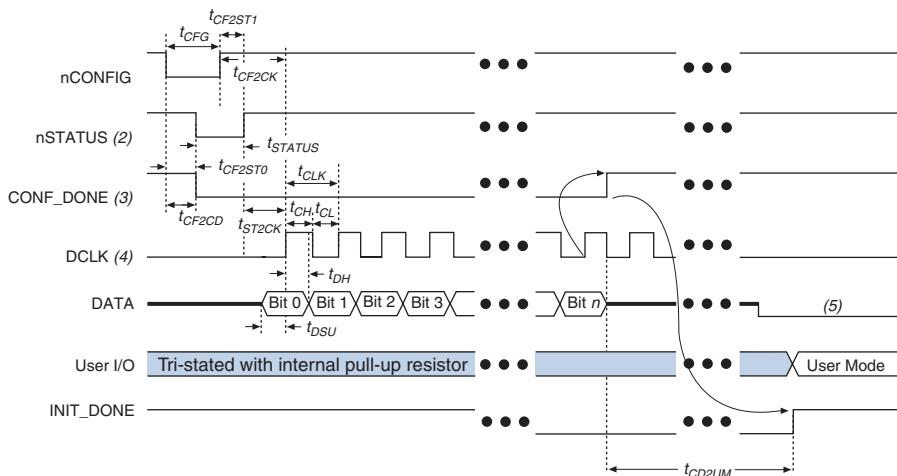 tCF2ST1
tCFG
tCF2CK
nCONFIG
nSTATUS (2)
tSTATUS
tCF2ST0
tCLK
CONF_DONE (3)
tCF2CD
tST2CK
tCH
tCL
DCLK (4)
tDH
DATA
Bit 0
Bit 1
Bit 2
Bit 3
Bit n
(5)
tDSU
User I/O
Tri-stated with internal pull-up resistor
User Mode
INIT_DONE
tCD2UM